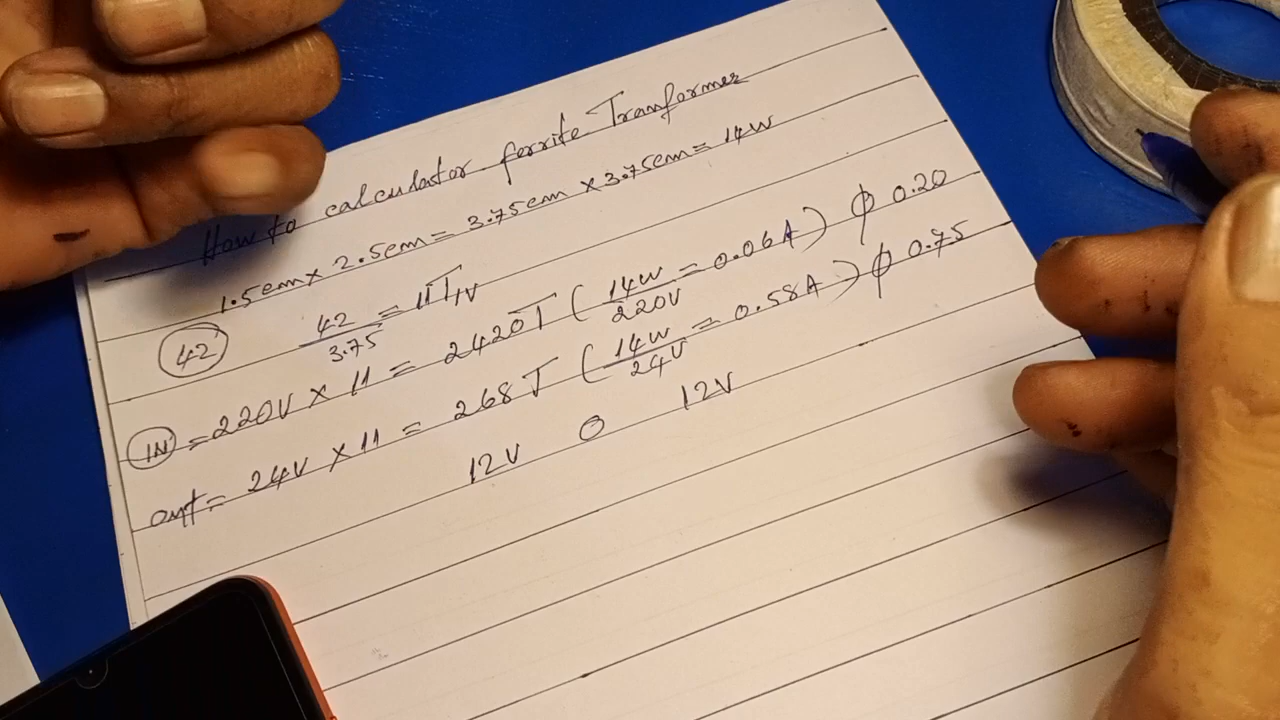 How to calculator ferrite Tranformer
1.5cm × 2.5cm = 3.75cm × 3.75cm = 14W
42 42/3.75 = 11T/1V
IN = 220V × 11 = 2420T (14W/220V = 0.06A) ϕ 0.20
out = 24V × 11 = 268T (14W/24V = 0.58A) ϕ 0.75
12V 0 12V